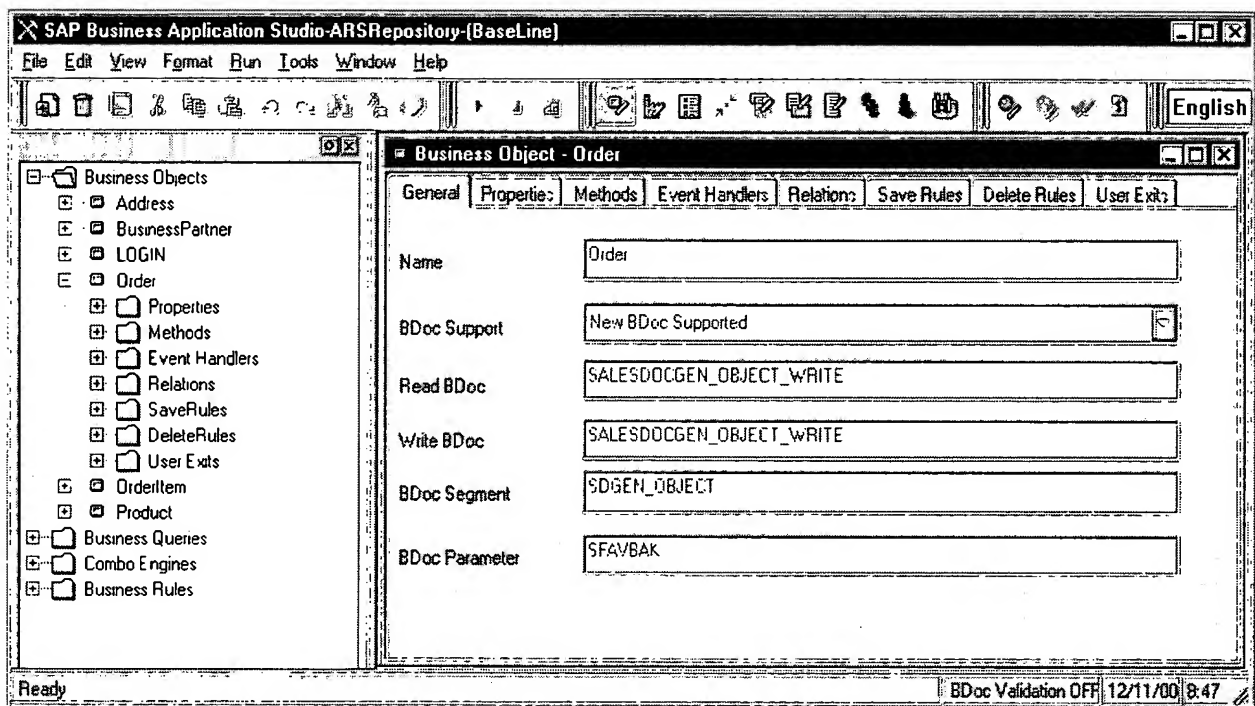 SAP Business Application Studio-ARSRepository-(BaseLine)
File Edit View Format Run Tools Window Help
English
Business Objects
Address
BusinessPartner
LOGIN
Order
Properties
Methods
Event Handlers
Relations
SaveRules
DeleteRules
User Exits
OrderItem
Product
Business Queries
Combo Engines
Business Rules
Business Object - Order
General Properties Methods Event Handlers Relations Save Rules Delete Rules User Exits
Name Order
BDoc Support New BDoc Supported
Read BDoc SALESDOCGEN_OBJECT_WRITE
Write BDoc SALESDOCGEN_OBJECT_WRITE
BDoc Segment SDGEN_OBJECT
BDoc Parameter SFAVBAK
Ready BDoc Validation OFF 12/11/00 9:47